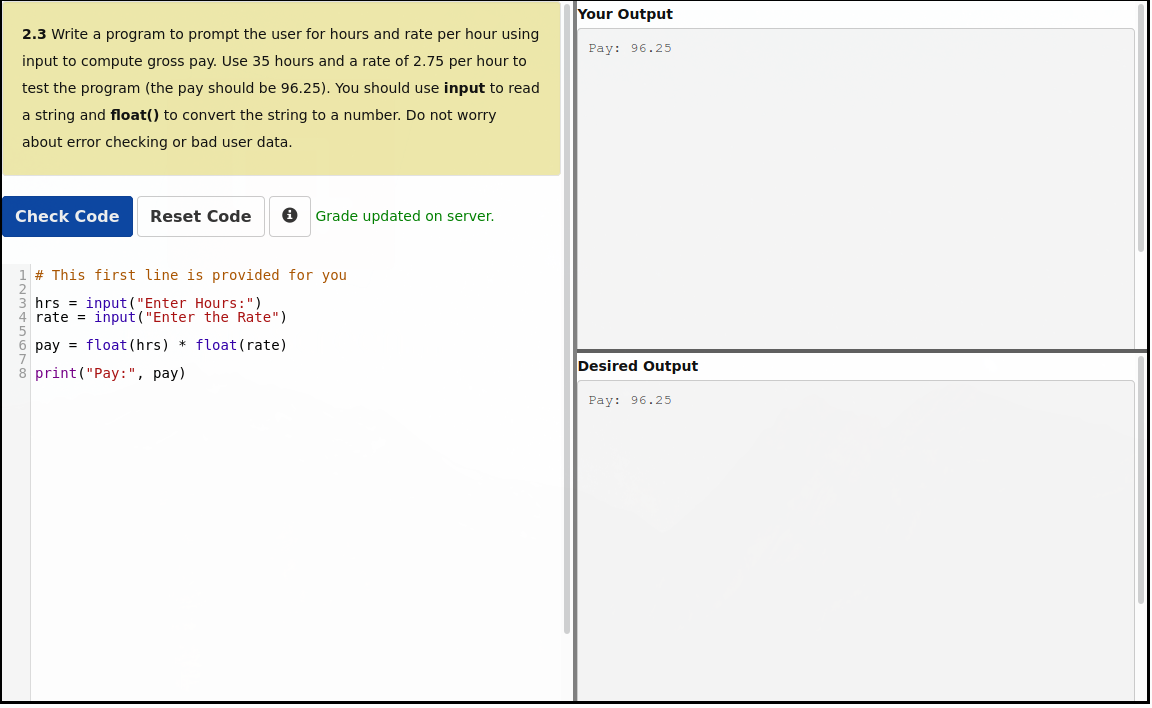 2.3 Write a program to prompt the user for hours and rate per hour using
input to compute gross pay. Use 35 hours and a rate of 2.75 per hour to
test the program (the pay should be 96.25). You should use input to read
a string and float() to convert the string to a number. Do not worry
about error checking or bad user data.
Check Code
Reset Code
Grade updated on server.
1 # This first line is provided for you
2
3 hrs = input("Enter Hours:")
4 rate = input("Enter the Rate")
5
6 pay = float(hrs) * float(rate)
7
8 print("Pay:", pay)
Your Output
Pay: 96.25
Desired Output
Pay: 96.25